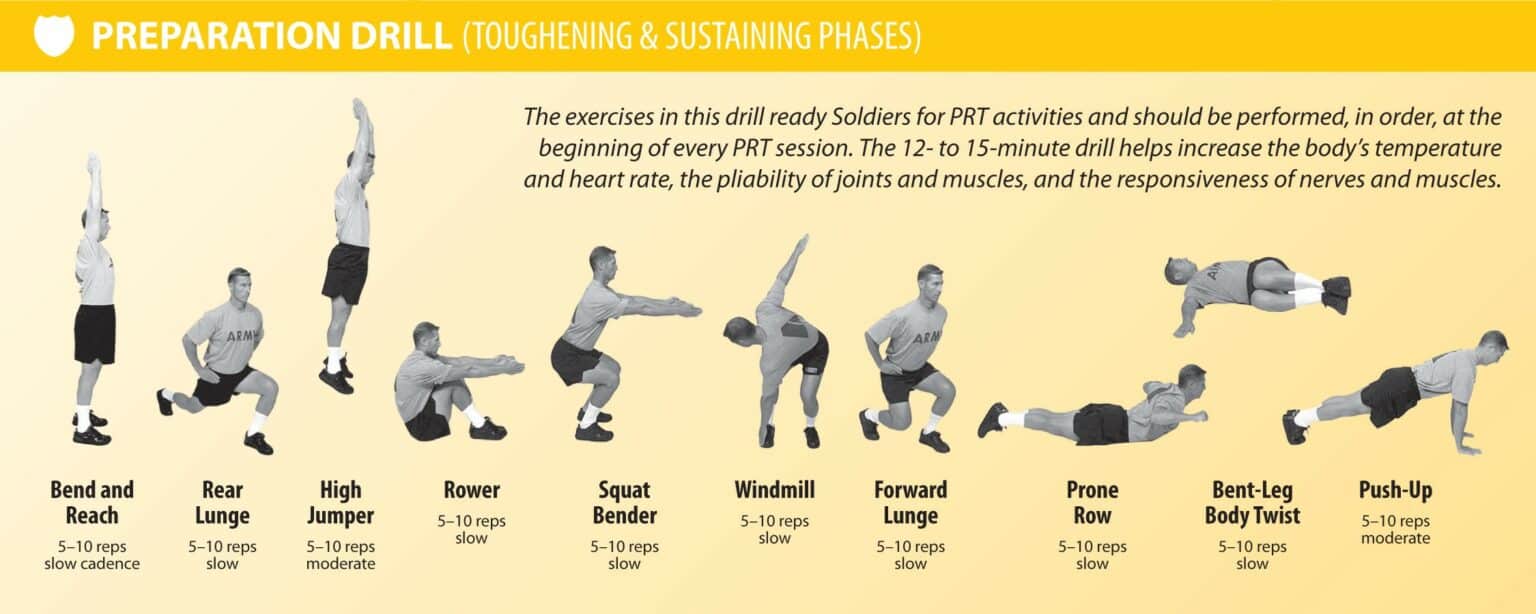 PREPARATION DRILL (TOUGHENING & SUSTAINING PHASES)
The exercises in this drill ready Soldiers for PRT activities and should be performed, in order, at the
beginning of every PRT session. The 12- to 15-minute drill helps increase the body's temperature
and heart rate, the pliability of joints and muscles, and the responsiveness of nerves and muscles.
ARMY
ARMY
Bend and
Reach
5–10 reps
slow cadence
Rear
Lunge
5–10 reps
slow
High
Jumper
5–10 reps
moderate
Rower
5–10 reps
slow
Squat
Bender
5–10 reps
slow
Windmill
5–10 reps
slow
Forward
Lunge
5–10 reps
slow
Prone
Row
5–10 reps
slow
Bent-Leg
Body Twist
5–10 reps
slow
Push-Up
5–10 reps
moderate